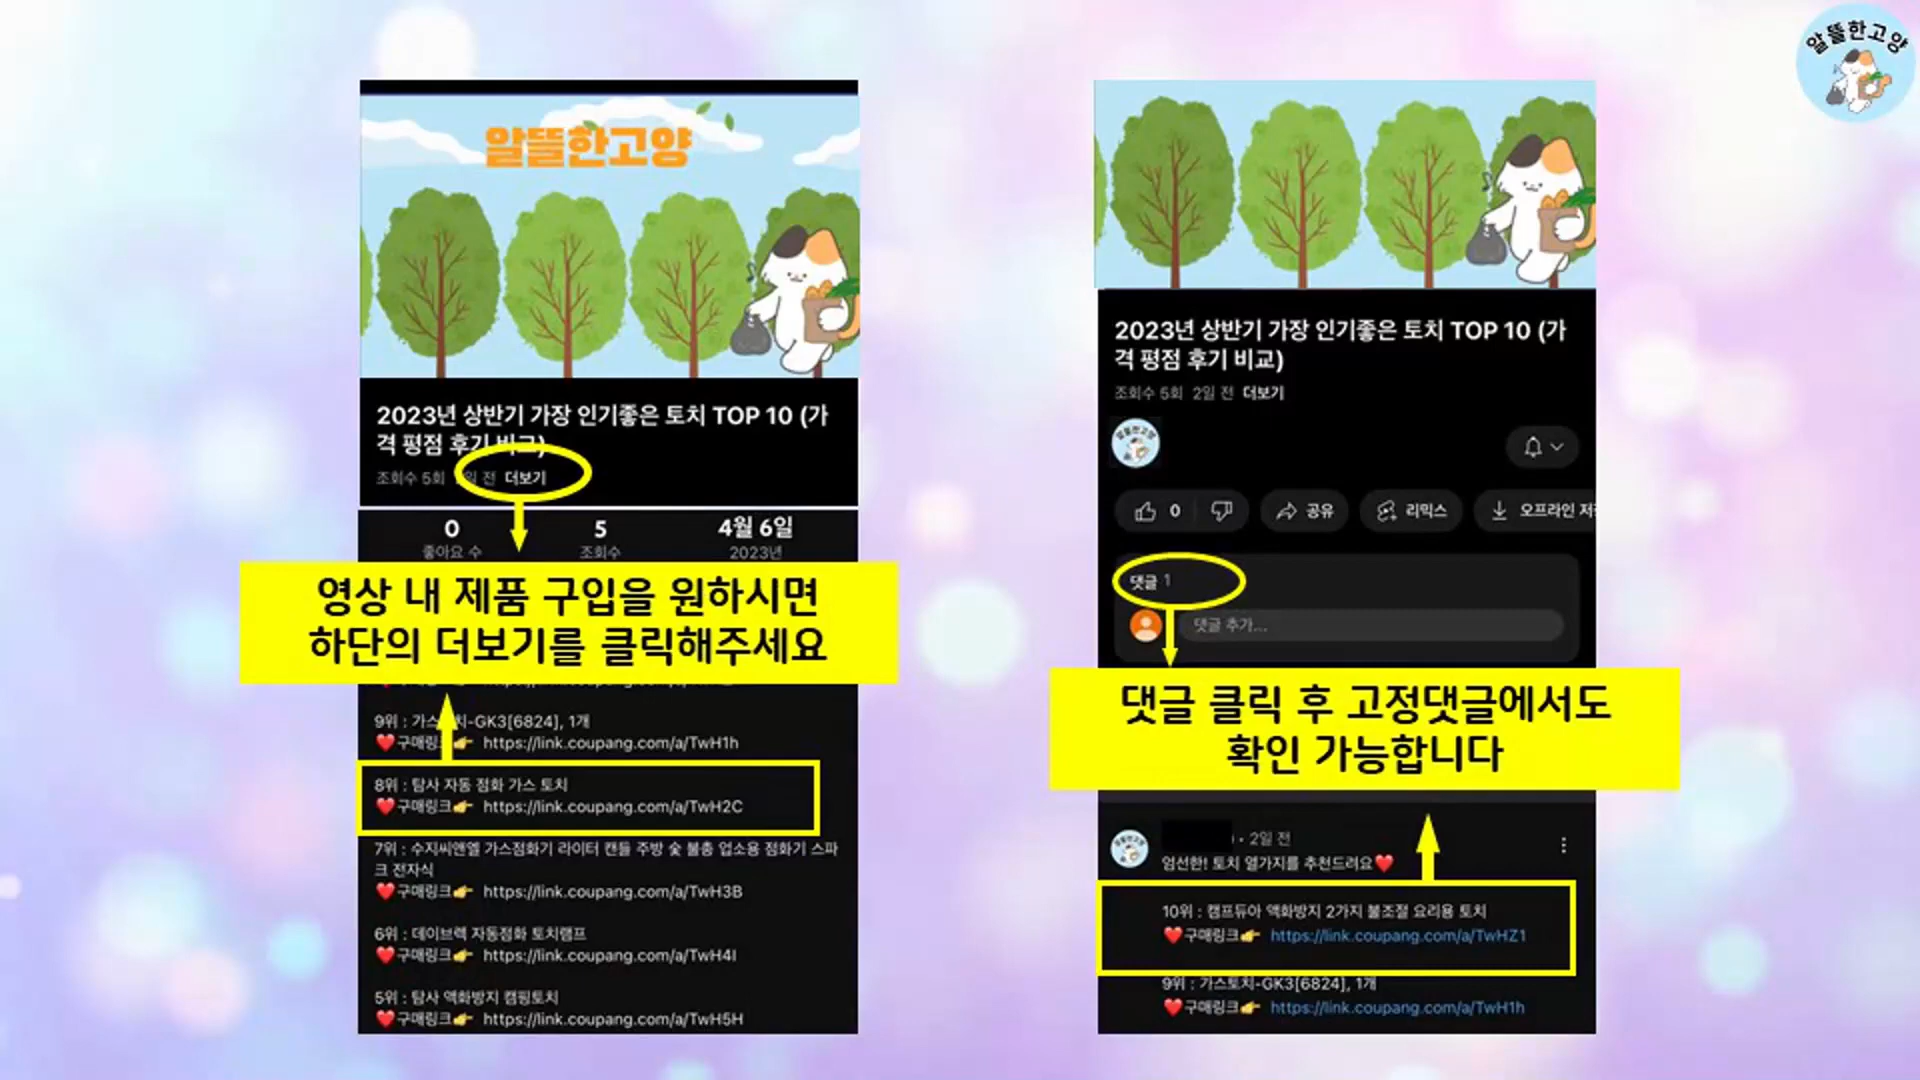 알뜰한고양
알뜰한고양
2023년 상반기 가장 인기좋은 토치 TOP 10 (가
격 평점 후기 비교)
조회수 5회 일 전 더보기
0 5 4월 6일
좋아요 수 조회수 2023년
영상 내 제품 구입을 원하시면
하단의 더보기를 클릭해주세요
9위 : 가스토치-GK3[6824], 1개
❤️구매링크👉 https://link.coupang.com/a/TwH1h
8위 : 탐사 자동 점화 가스 토치
❤️구매링크👉 https://link.coupang.com/a/TwH2C
7위 : 수지씨앤엘 가스점화기 라이터 캔들 주방 숯 불총 업소용 점화기 스파
크 전자식
❤️구매링크👉 https://link.coupang.com/a/TwH3B
6위 : 데이브렉 자동점화 토치램프
❤️구매링크👉 https://link.coupang.com/a/TwH4I
5위 : 탐사 액화방지 캠핑토치
❤️구매링크👉 https://link.coupang.com/a/TwH5H
2023년 상반기 가장 인기좋은 토치 TOP 10 (가
격 평점 후기 비교)
조회수 5회 2일 전 더보기
알뜰한고양
0 공유 리믹스 오프라인 저
댓글 1
댓글 추가...
댓글 클릭 후 고정댓글에서도
확인 가능합니다
알뜰한고양
• 2일 전
엄선한! 토치 열가지를 추천드려요❤️
10위 : 캠프듀아 액화방지 2가지 불조절 요리용 토치
❤️구매링크👉 https://link.coupang.com/a/TwHZ1
9위 : 가스토치-GK3[6824], 1개
❤️구매링크👉 https://link.coupang.com/a/TwH1h